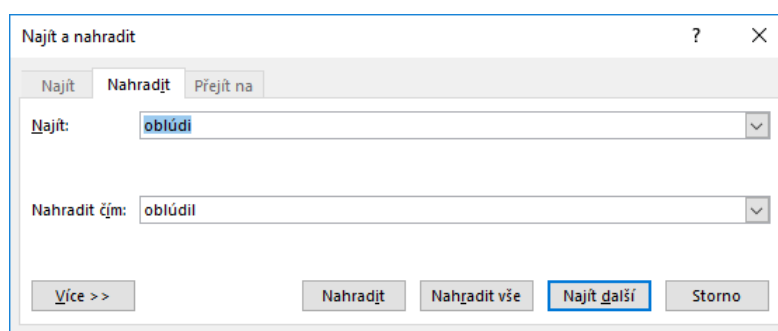 Najít a nahradit ?
Najít Nahradit Přejít na
Najít: oblúdi
Nahradit čím: oblúdil
Více >> Nahradit Nahradit vše Najít další Storno